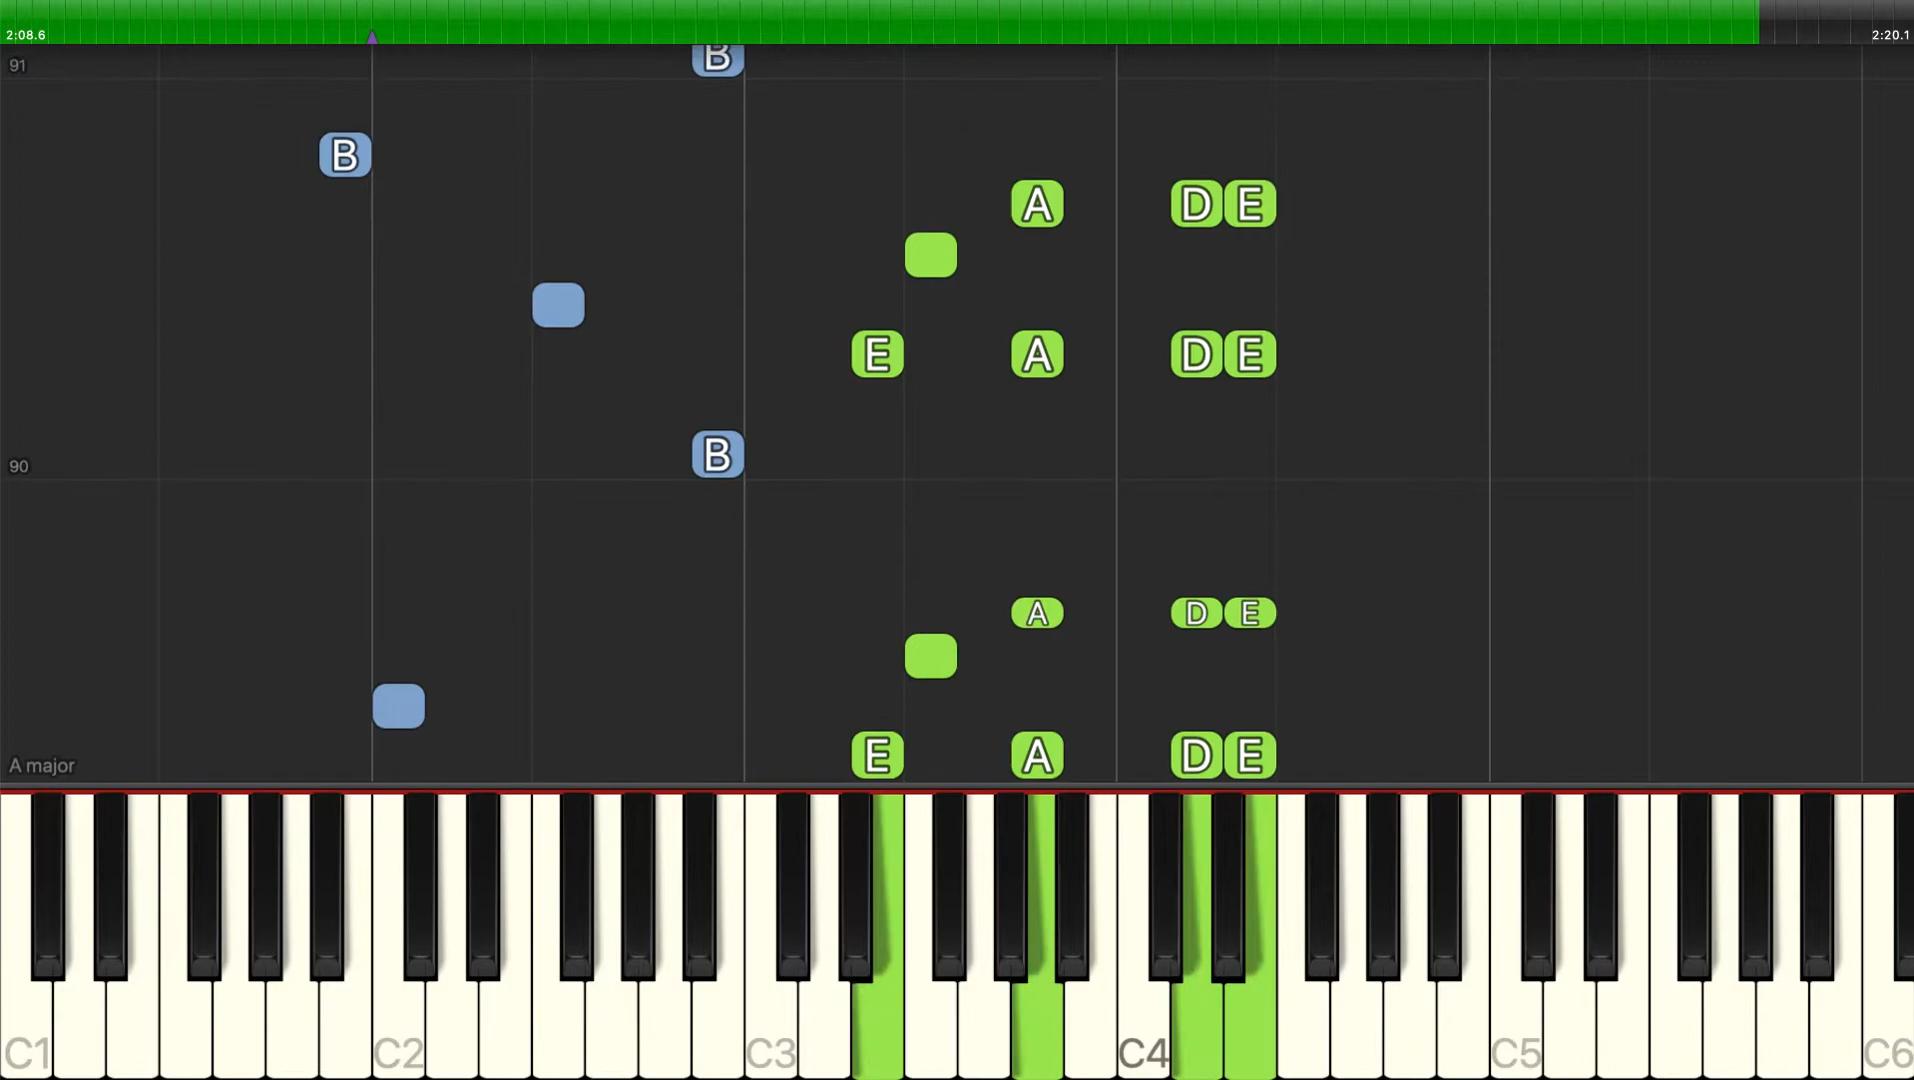 2:08.6 2:20.1
91 B
B
A D E
E A D E
B
90
A D E
E A D E
A major
C1 C2 C3 C4 C5 C6